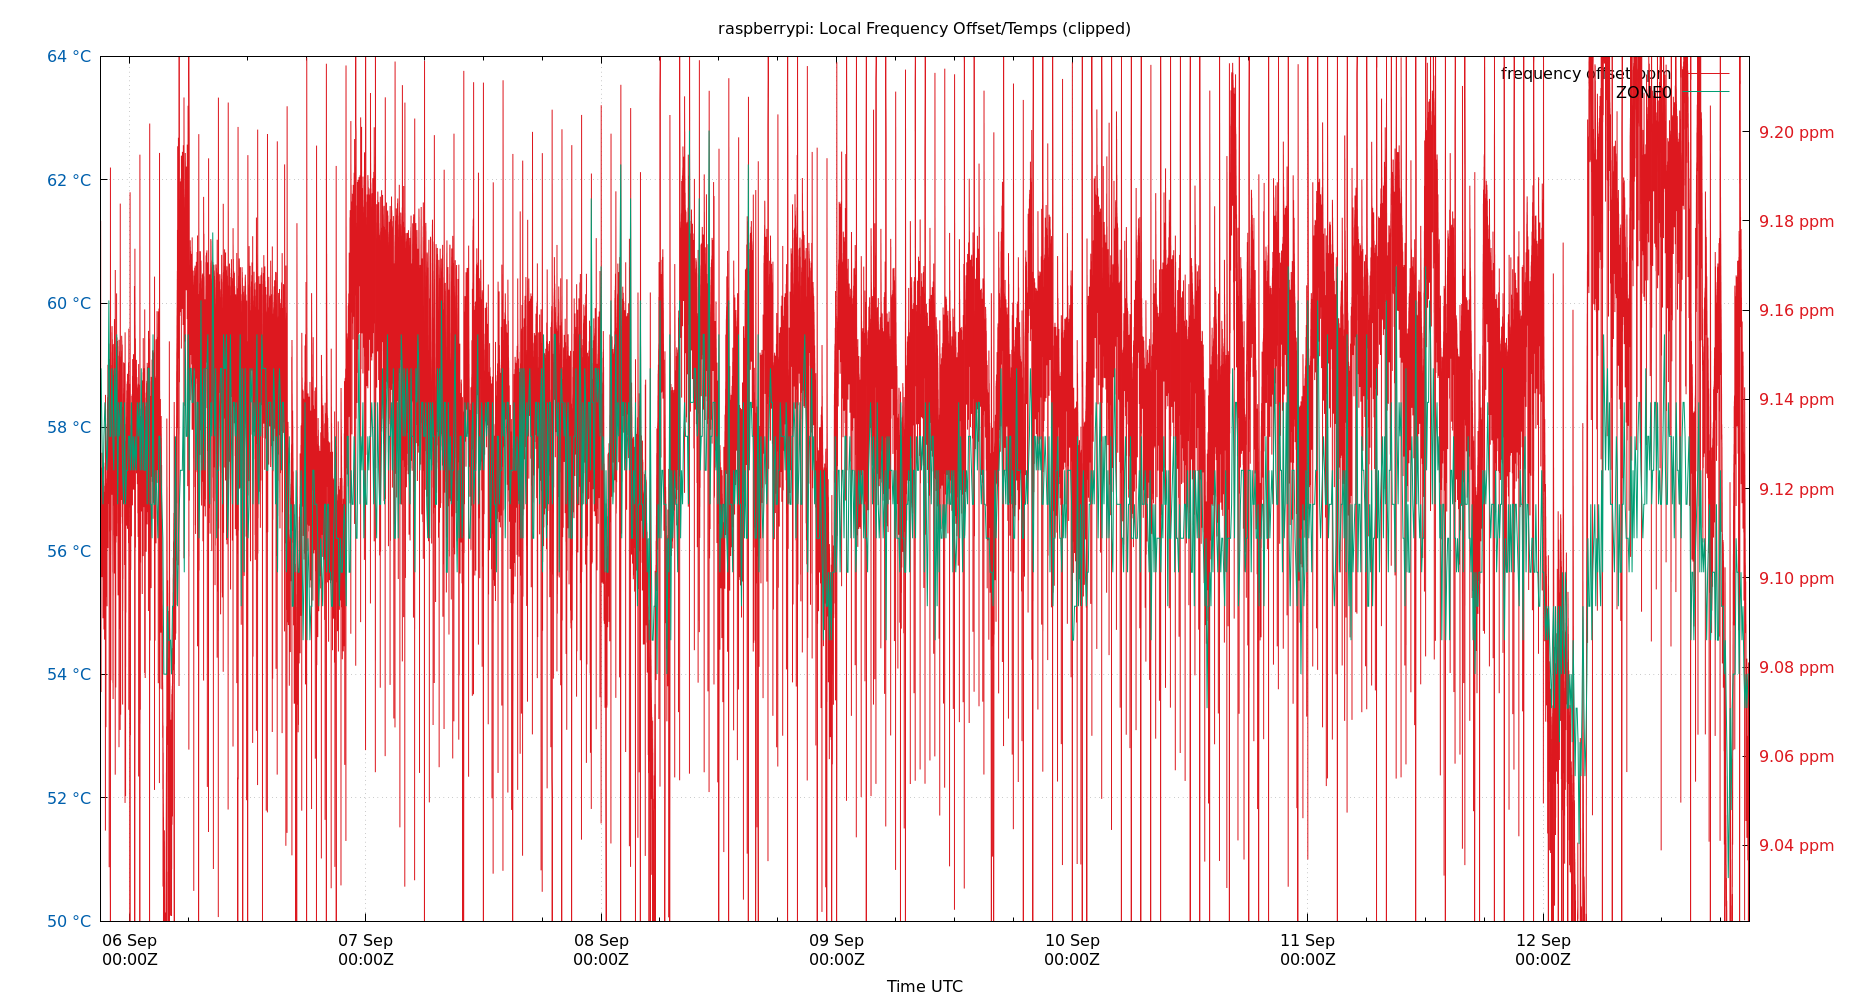 raspberrypi: Local Frequency Offset/Temps (clipped)
64 °C
62 °C
60 °C
58 °C
56 °C
54 °C
52 °C
50 °C
frequency offset ppm
ZONE0
9.20 ppm
9.18 ppm
9.16 ppm
9.14 ppm
9.12 ppm
9.10 ppm
9.08 ppm
9.06 ppm
9.04 ppm
06 Sep
00:00Z
07 Sep
00:00Z
08 Sep
00:00Z
09 Sep
00:00Z
10 Sep
00:00Z
11 Sep
00:00Z
12 Sep
00:00Z
Time UTC